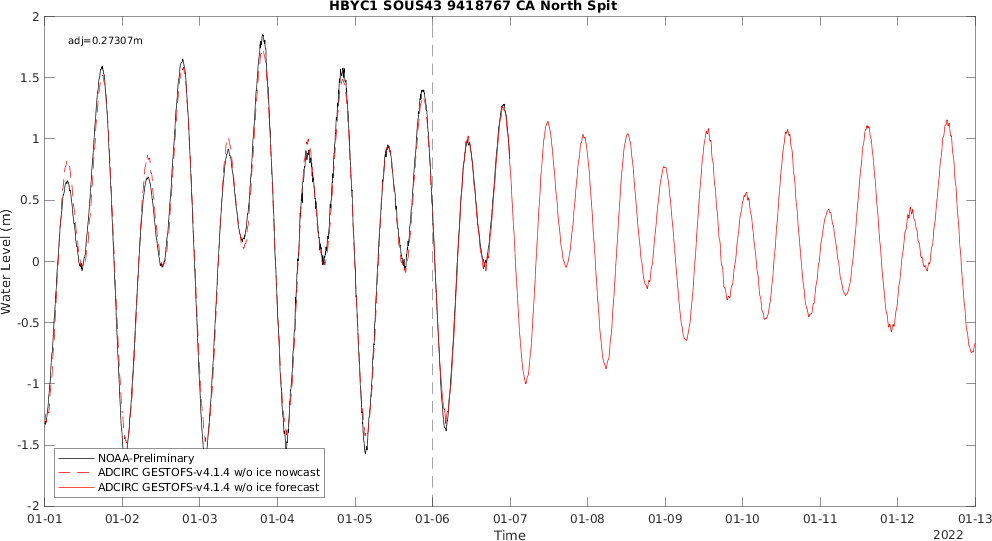 HBYC1 SOUS43 9418767 CA North Spit
adj=0.27307m
2
1.5
1
0.5
0
-0.5
-1
-1.5
-2
Water Level (m)
NOAA-Preliminary
ADCIRC GESTOFS-v4.1.4 w/o ice nowcast
ADCIRC GESTOFS-v4.1.4 w/o ice forecast
01-01 01-02 01-03 01-04 01-05 01-06 01-07 01-08 01-09 01-10 01-11 01-12 01-13
Time
2022